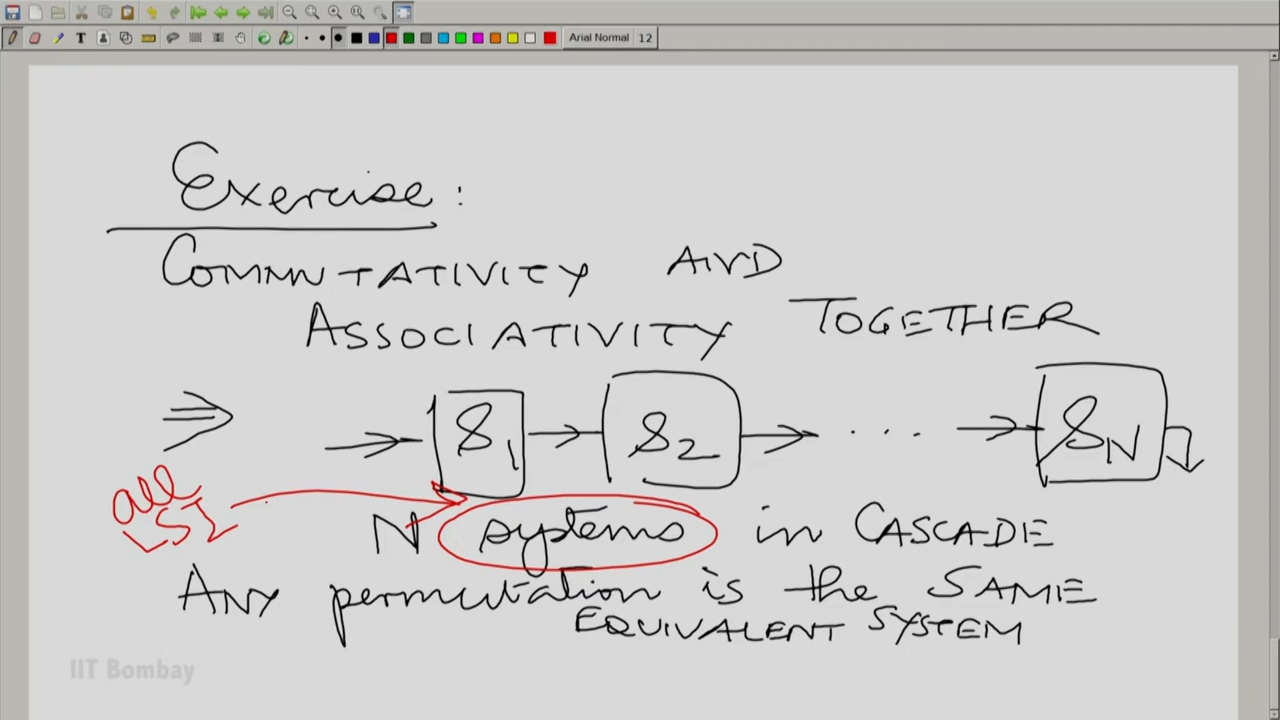 Arial Normal 12
Exercise:
COMMUTATIVITY AND
ASSOCIATIVITY TOGETHER
⇒ → S1 → S2 → ... → SN
all
LSI
N systems in CASCADE
ANY permutation is the SAME
EQUIVALENT SYSTEM
IIT Bombay